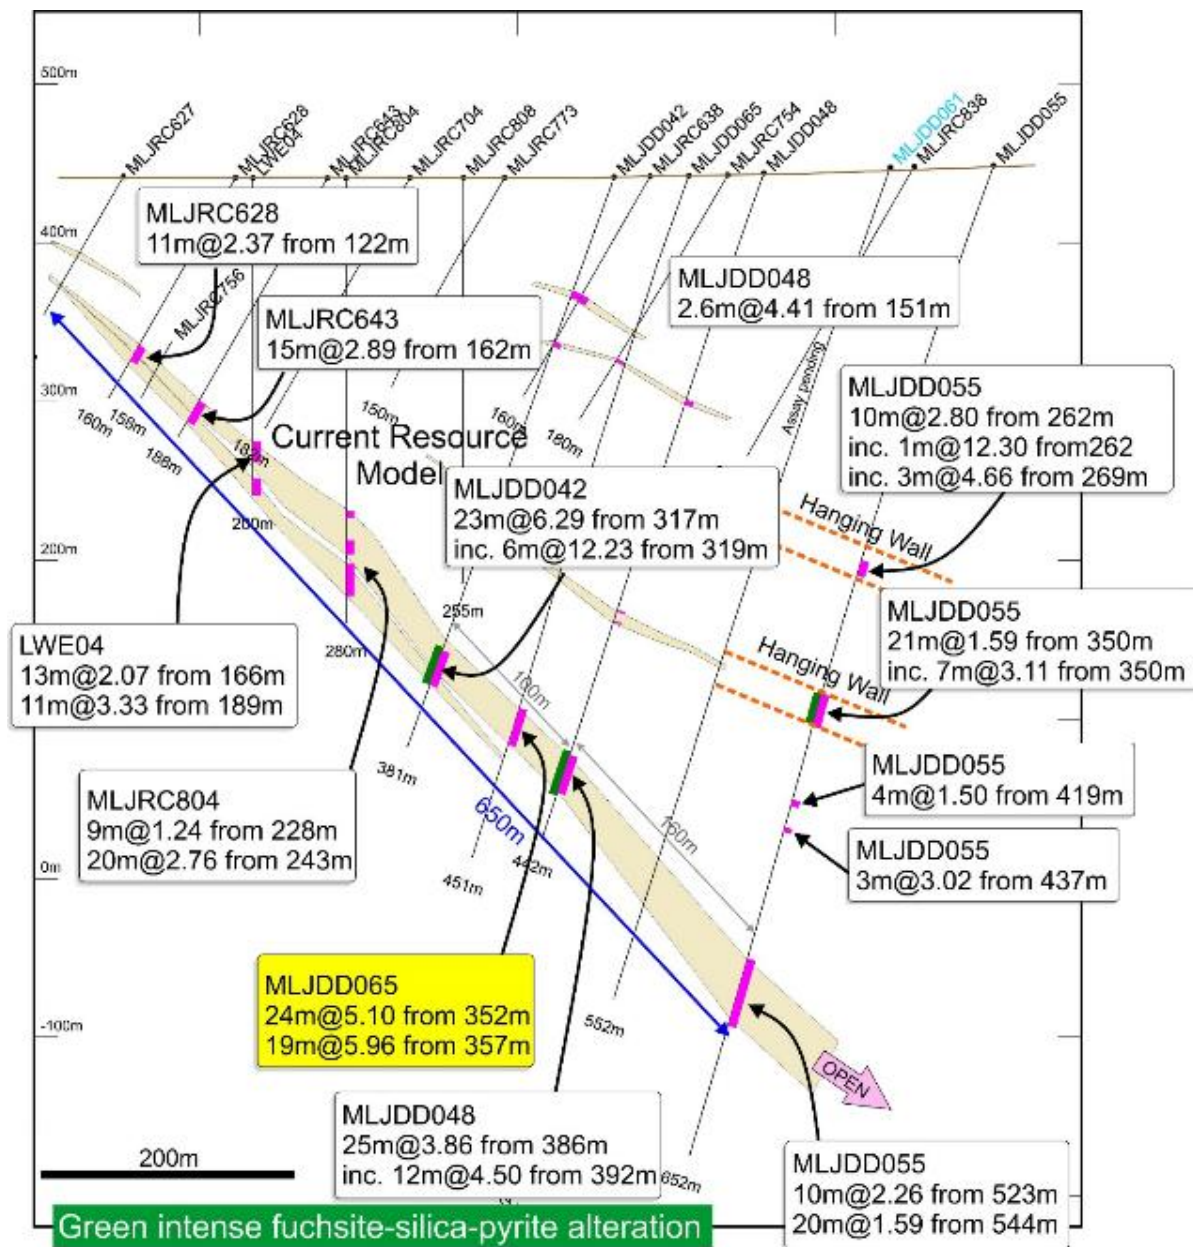 500m
MLJRC627
MLJRC628
LWE04
MLJRC643
MLJRC804
MLJRC704
MLJRC808
MLJRC773
MLJDD042
MLJRC638
MLJDD065
MLJRC754
MLJDD048
MLJDD061
MLJRC838
MLJDD055
400m
MLJRC628
11m@2.37 from 122m
MLJRC756
MLJDD048
2.6m@4.41 from 151m
MLJRC643
15m@2.89 from 162m
Assay pending
300m
160m
158m
188m
182m
150m
160m
180m
Current Resource
Model
MLJDD055
10m@2.80 from 262m
inc. 1m@12.30 from262
inc. 3m@4.66 from 269m
MLJDD042
23m@6.29 from 317m
inc. 6m@12.23 from 319m
Hanging Wall
200m
200m
LWE04
13m@2.07 from 166m
11m@3.33 from 189m
280m
255m
MLJDD055
21m@1.59 from 350m
inc. 7m@3.11 from 350m
Hanging Wall
100m
381m
MLJDD055
4m@1.50 from 419m
MLJRC804
9m@1.24 from 228m
20m@2.76 from 243m
650m
160m
MLJDD055
3m@3.02 from 437m
0m
451m
442m
MLJDD065
24m@5.10 from 352m
19m@5.96 from 357m
552m
-100m
OPEN
MLJDD048
25m@3.86 from 386m
inc. 12m@4.50 from 392m
652m
MLJDD055
10m@2.26 from 523m
20m@1.59 from 544m
200m
Green intense fuchsite-silica-pyrite alteration